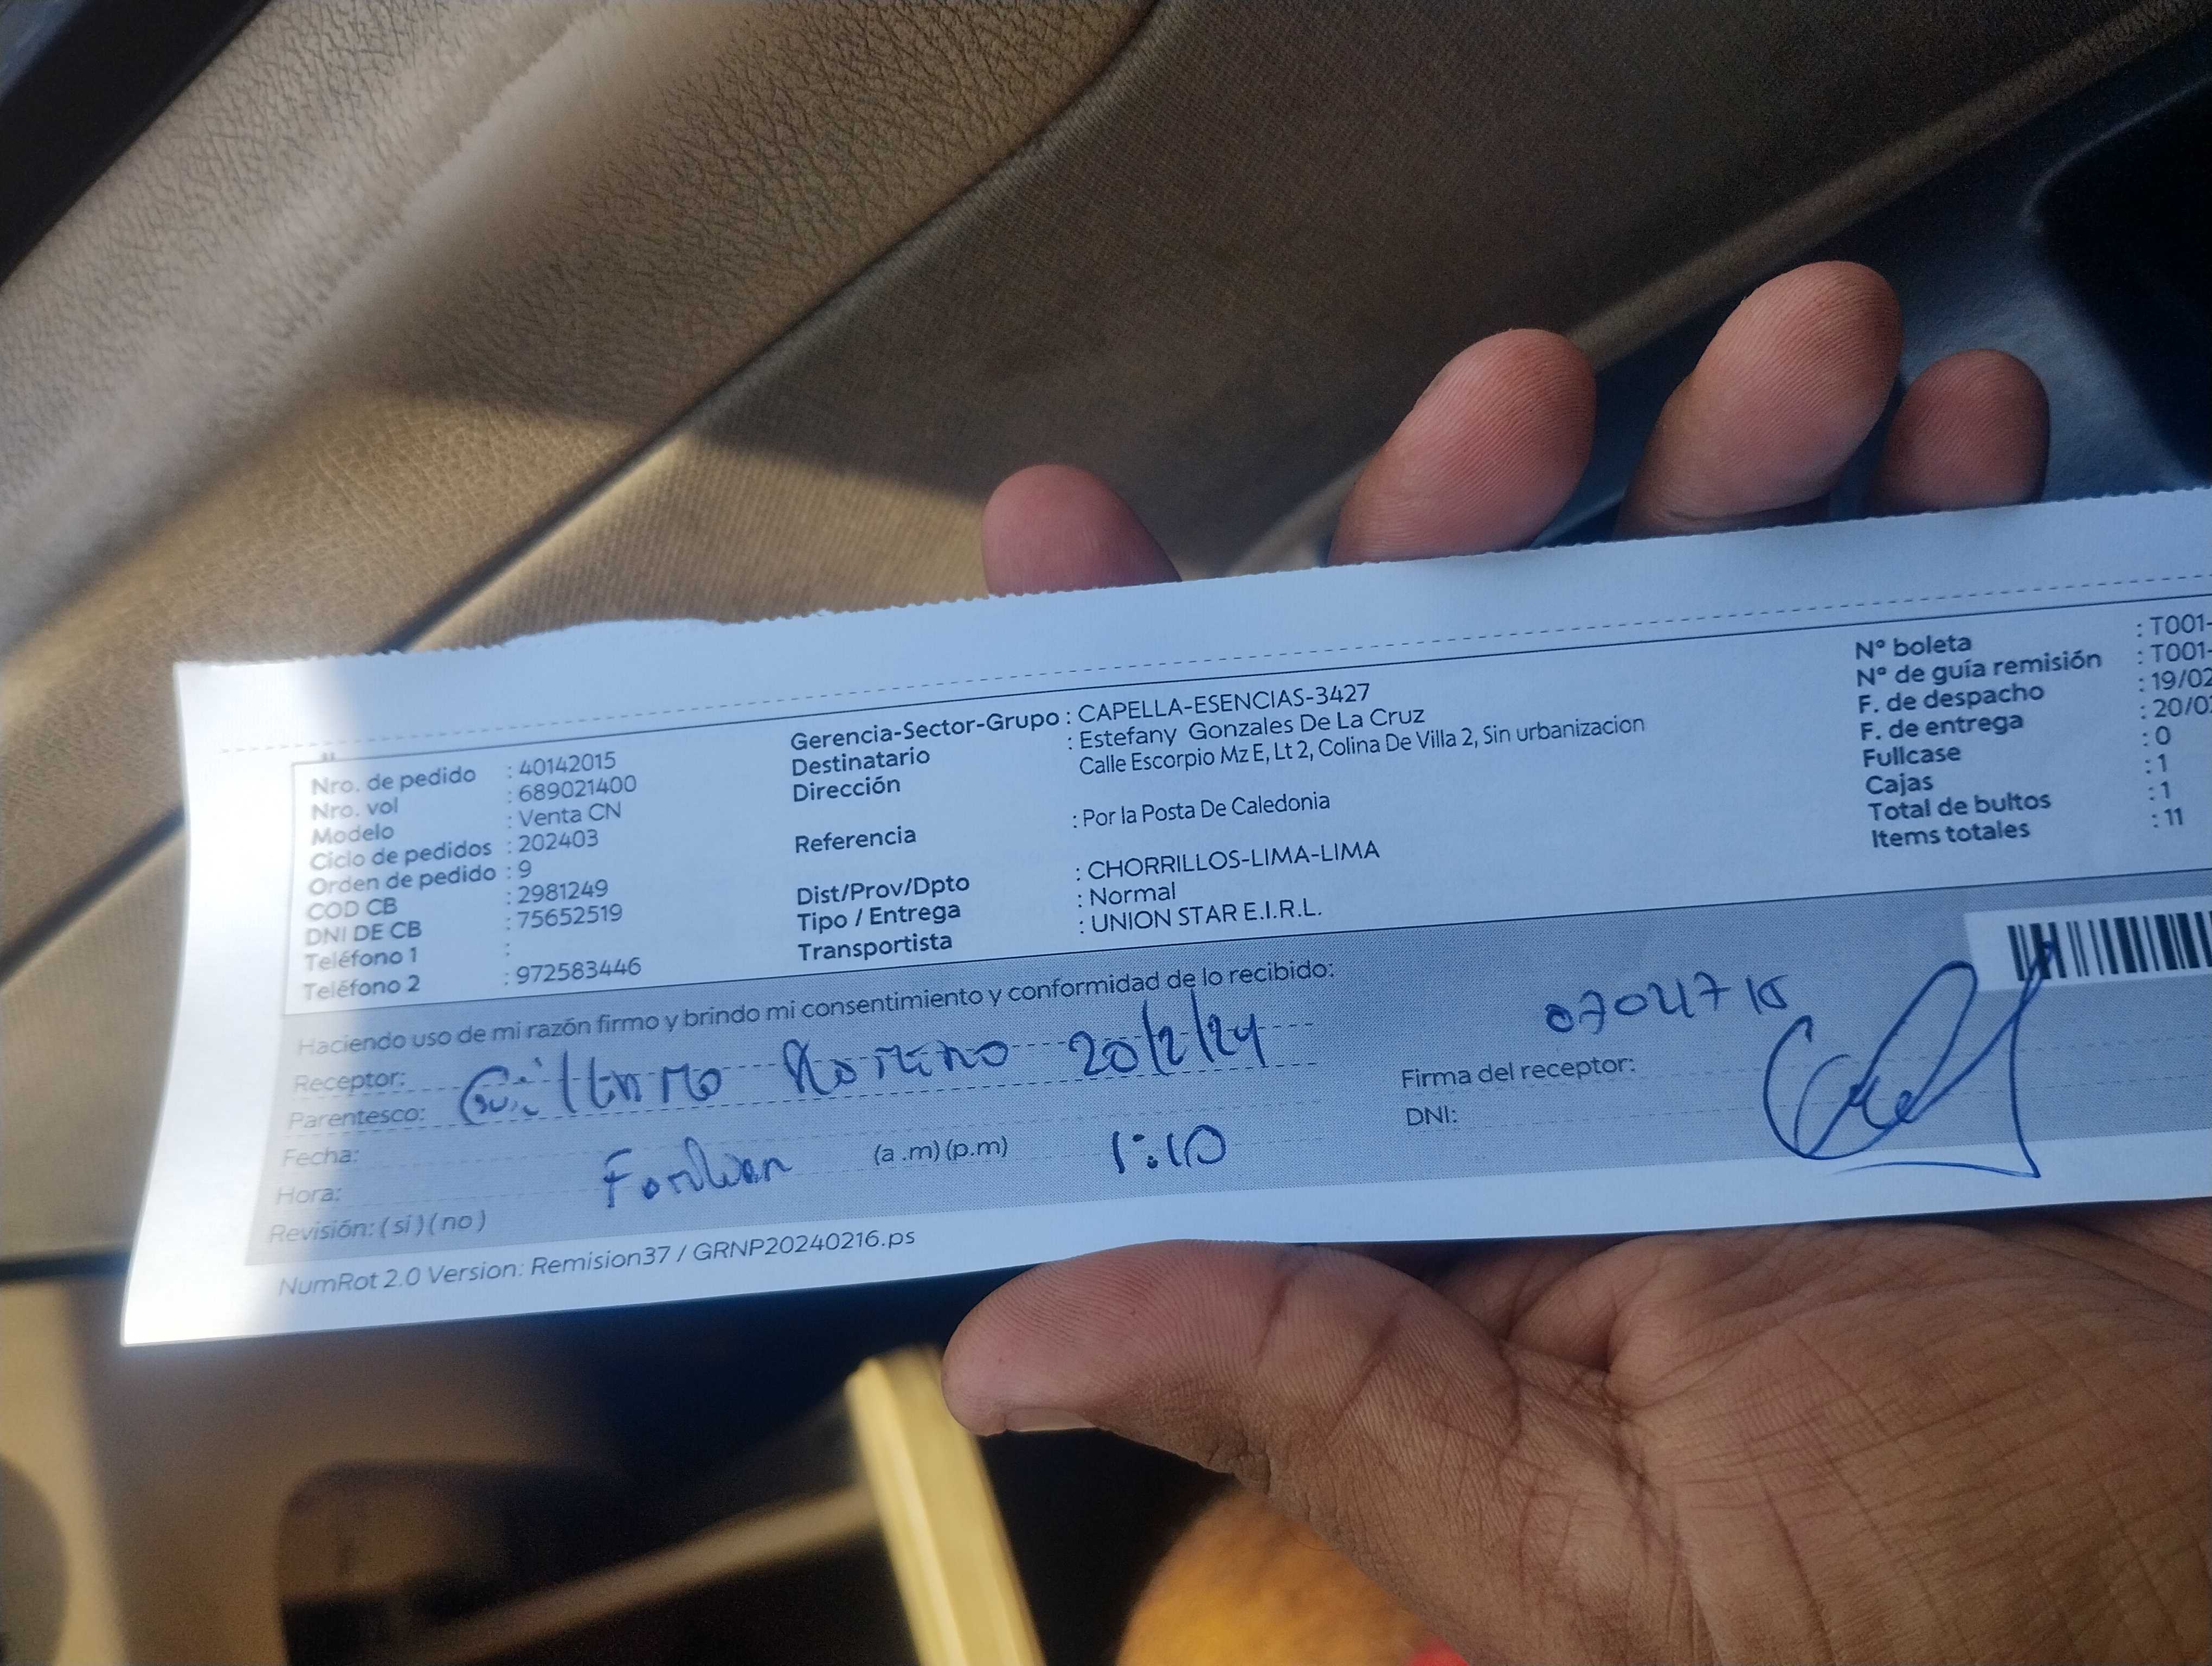 Nro. de pedido : 40142015
Nro. vol : 689021400
Modelo : Venta CN
Ciclo de pedidos : 202403
Orden de pedido : 9
COD CB : 2981249
DNI DE CB : 75652519
Teléfono 1 :
Teléfono 2 : 972583446
Gerencia-Sector-Grupo : CAPELLA-ESENCIAS-3427
Destinatario : Estefany Gonzales De La Cruz
Dirección Calle Escorpio Mz E, Lt 2, Colina De Villa 2, Sin urbanizacion
Referencia : Por la Posta De Caledonia
Dist/Prov/Dpto : CHORRILLOS-LIMA-LIMA
Tipo / Entrega : Normal
Transportista : UNION STAR E.I.R.L.
N° boleta : T001-
N° de guía remisión : T001-
F. de despacho : 19/02
F. de entrega : 20/0
Fullcase : 0
Cajas : 1
Total de bultos : 1
Items totales : 11
Haciendo uso de mi razón firmo y brindo mi consentimiento y conformidad de lo recibido:
Receptor:
Parentesco: 20/2/24
Fecha:
Hora: (a .m) (p.m) 1:10
Revisión: ( sí ) ( no )
Firma del receptor:
DNI:
NumRot 2.0 Version: Remision37 / GRNP20240216.ps